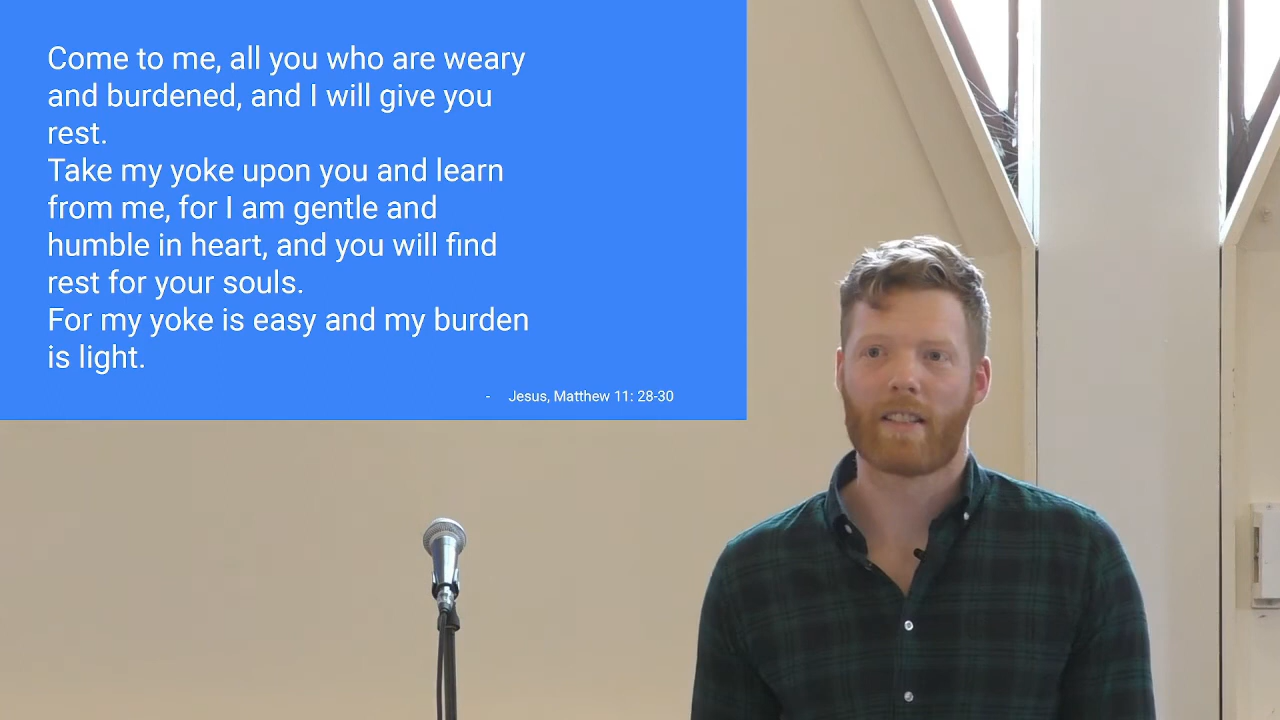 Come to me, all you who are weary
and burdened, and I will give you
rest.
Take my yoke upon you and learn
from me, for I am gentle and
humble in heart, and you will find
rest for your souls.
For my yoke is easy and my burden
is light.
- Jesus, Matthew 11: 28-30